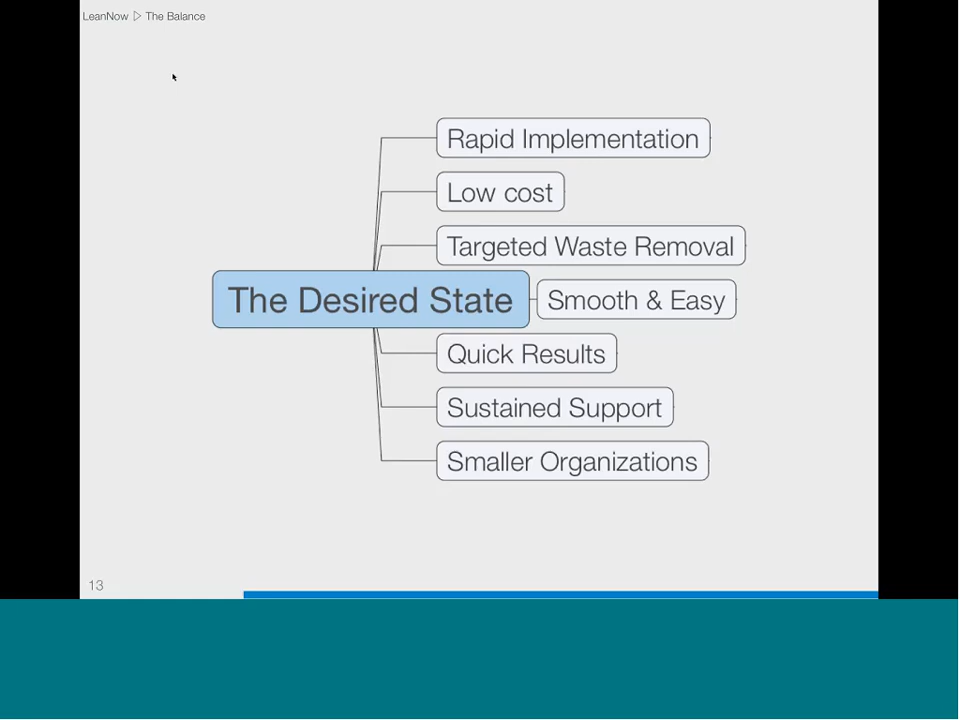 LeanNow ▷ The Balance
Rapid Implementation
Low cost
Targeted Waste Removal
The Desired State
Smooth & Easy
Quick Results
Sustained Support
Smaller Organizations
13